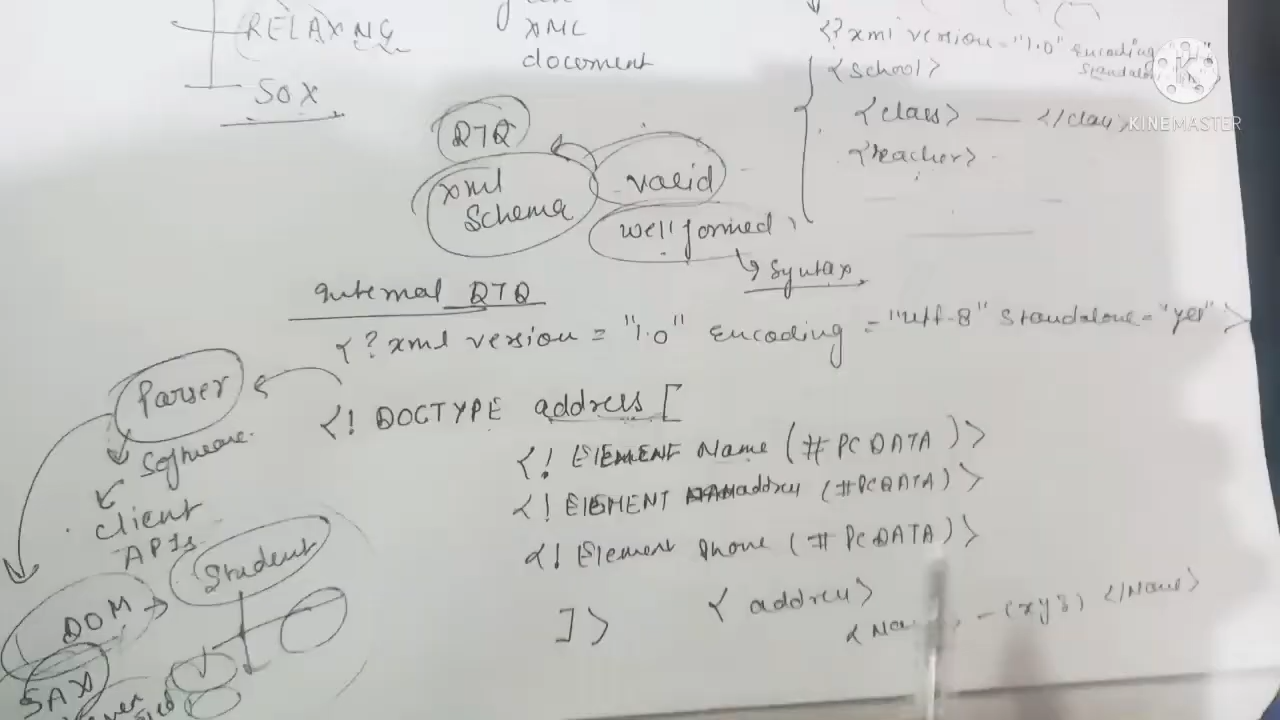 RELAXNG
SOX
XML
document
<?xml version="1.0" encoding
Standalo
<School>
<class> — </class>
<teacher>
KINEMASTER
DTD
xml
Schema
valid
well formed
Syntax
Internal DTD
<?xml version = "1.0" Encoding = "utf-8" Standalone = "yes" >
Parser
Software
Client
APIs
<! DOCTYPE address [
<! ELEMENT Name (#PCDATA)>
<! ELEMENT address (#PCDATA)>
<! Element Phone (#PCDATA)>
]>
<address>
- (xyz) </Name>
DOM
Student
SAX